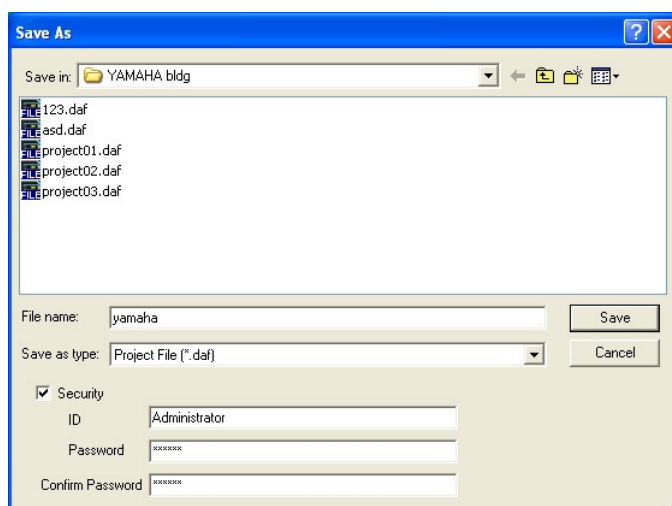 Save As
Save in: YAMAHA bldg
123.daf
asd.daf
project01.daf
project02.daf
project03.daf
File name: yamaha Save
Save as type: Project File (*.daf) Cancel
Security
ID Administrator
Password ××××××
Confirm Password ××××××